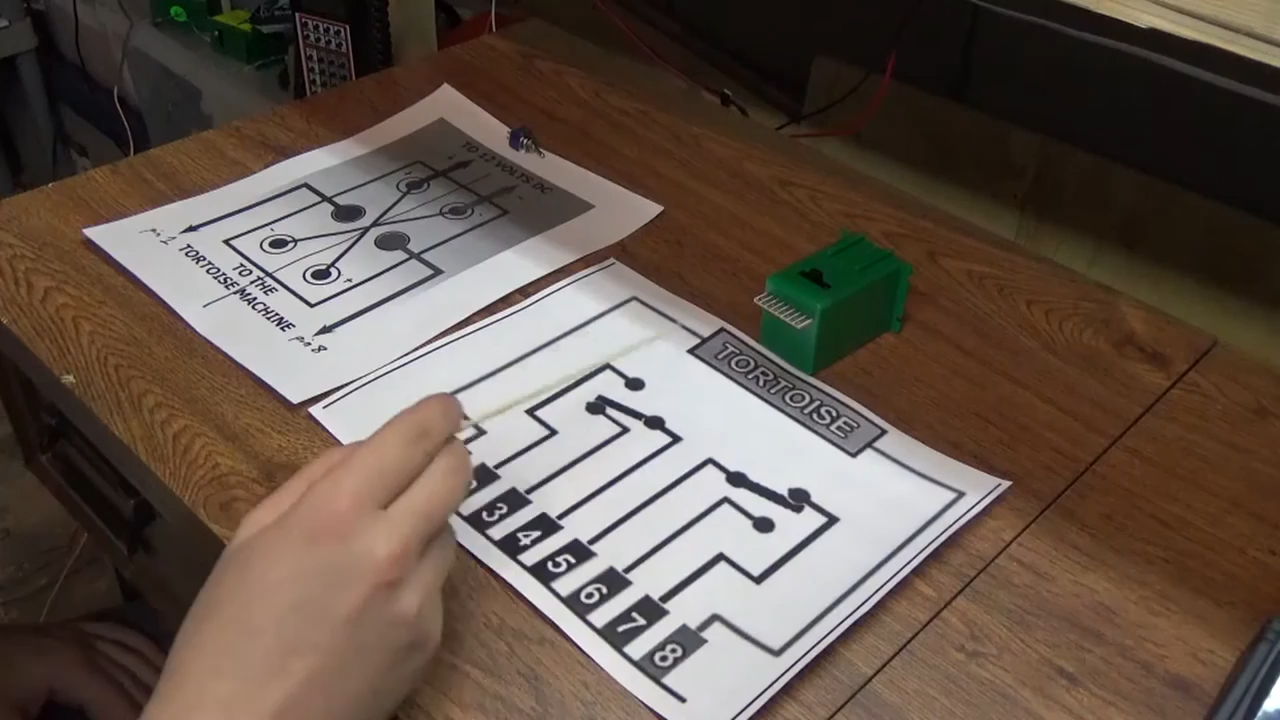 TO 12 VOLTS DC
+
-
-
+
pin 1
TO THE
TORTOISE MACHINE
pin 8
TORTOISE
3
4
5
6
7
8